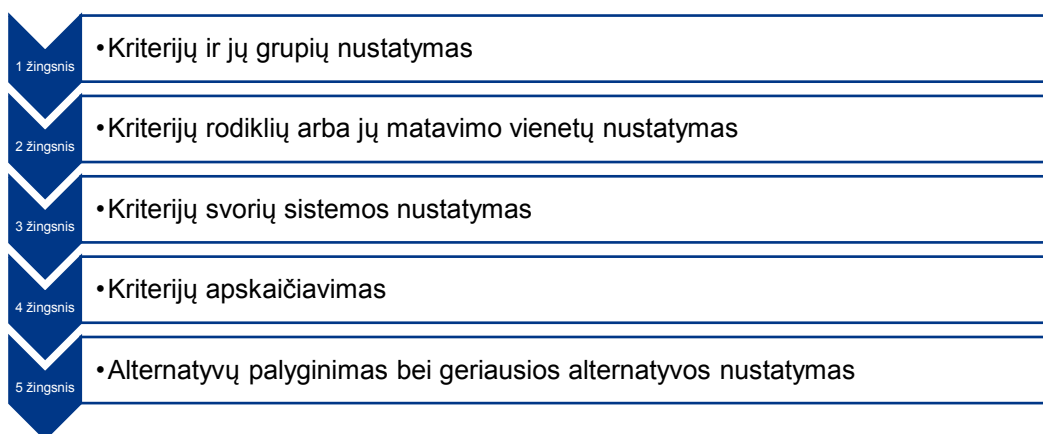 1 žingsnis
•Kriterijų ir jų grupių nustatymas
2 žingsnis
•Kriterijų rodiklių arba jų matavimo vienetų nustatymas
3 žingsnis
•Kriterijų svorių sistemos nustatymas
4 žingsnis
•Kriterijų apskaičiavimas
5 žingsnis
•Alternatyvų palyginimas bei geriausios alternatyvos nustatymas